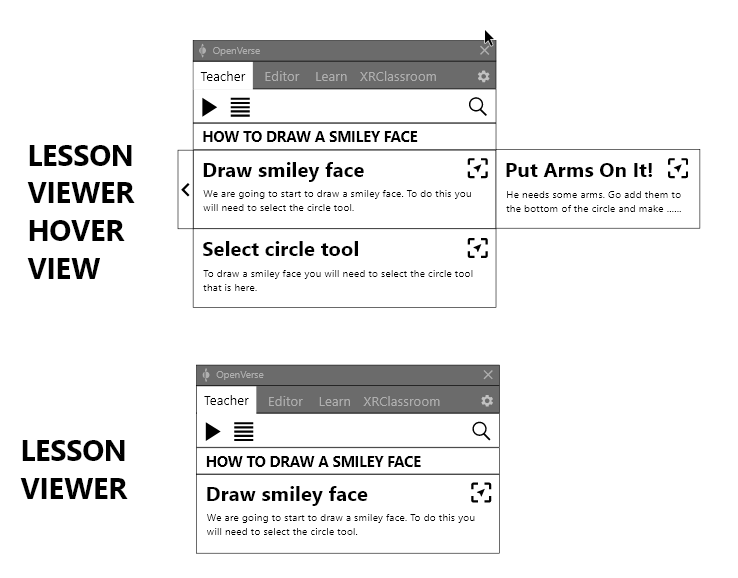 OpenVerse
Teacher Editor Learn XRClassroom
HOW TO DRAW A SMILEY FACE
LESSON
VIEWER
HOVER
VIEW
Draw smiley face
We are going to start to draw a smiley face. To do this you
will need to select the circle tool.
Put Arms On It!
He needs some arms. Go add them to
the bottom of the circle and make ......
Select circle tool
To draw a smiley face you will need to select the circle tool
that is here.
OpenVerse
Teacher Editor Learn XRClassroom
LESSON
VIEWER
HOW TO DRAW A SMILEY FACE
Draw smiley face
We are going to start to draw a smiley face. To do this you
will need to select the circle tool.